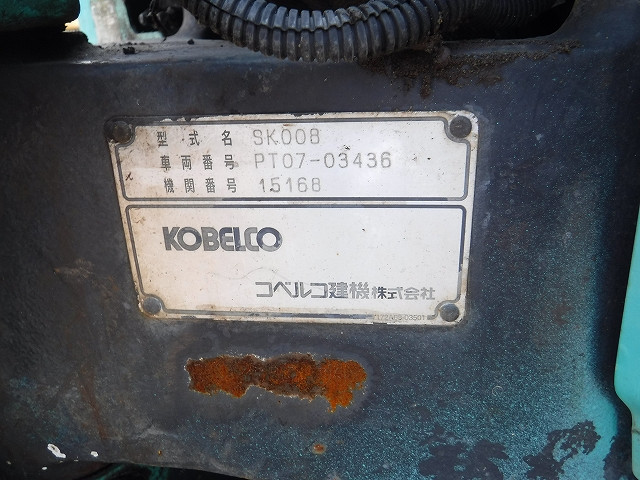 型式名 SK008
車両番号 PT07-03436
機関番号 15168
KOBELCO
コベルコ建機株式会社